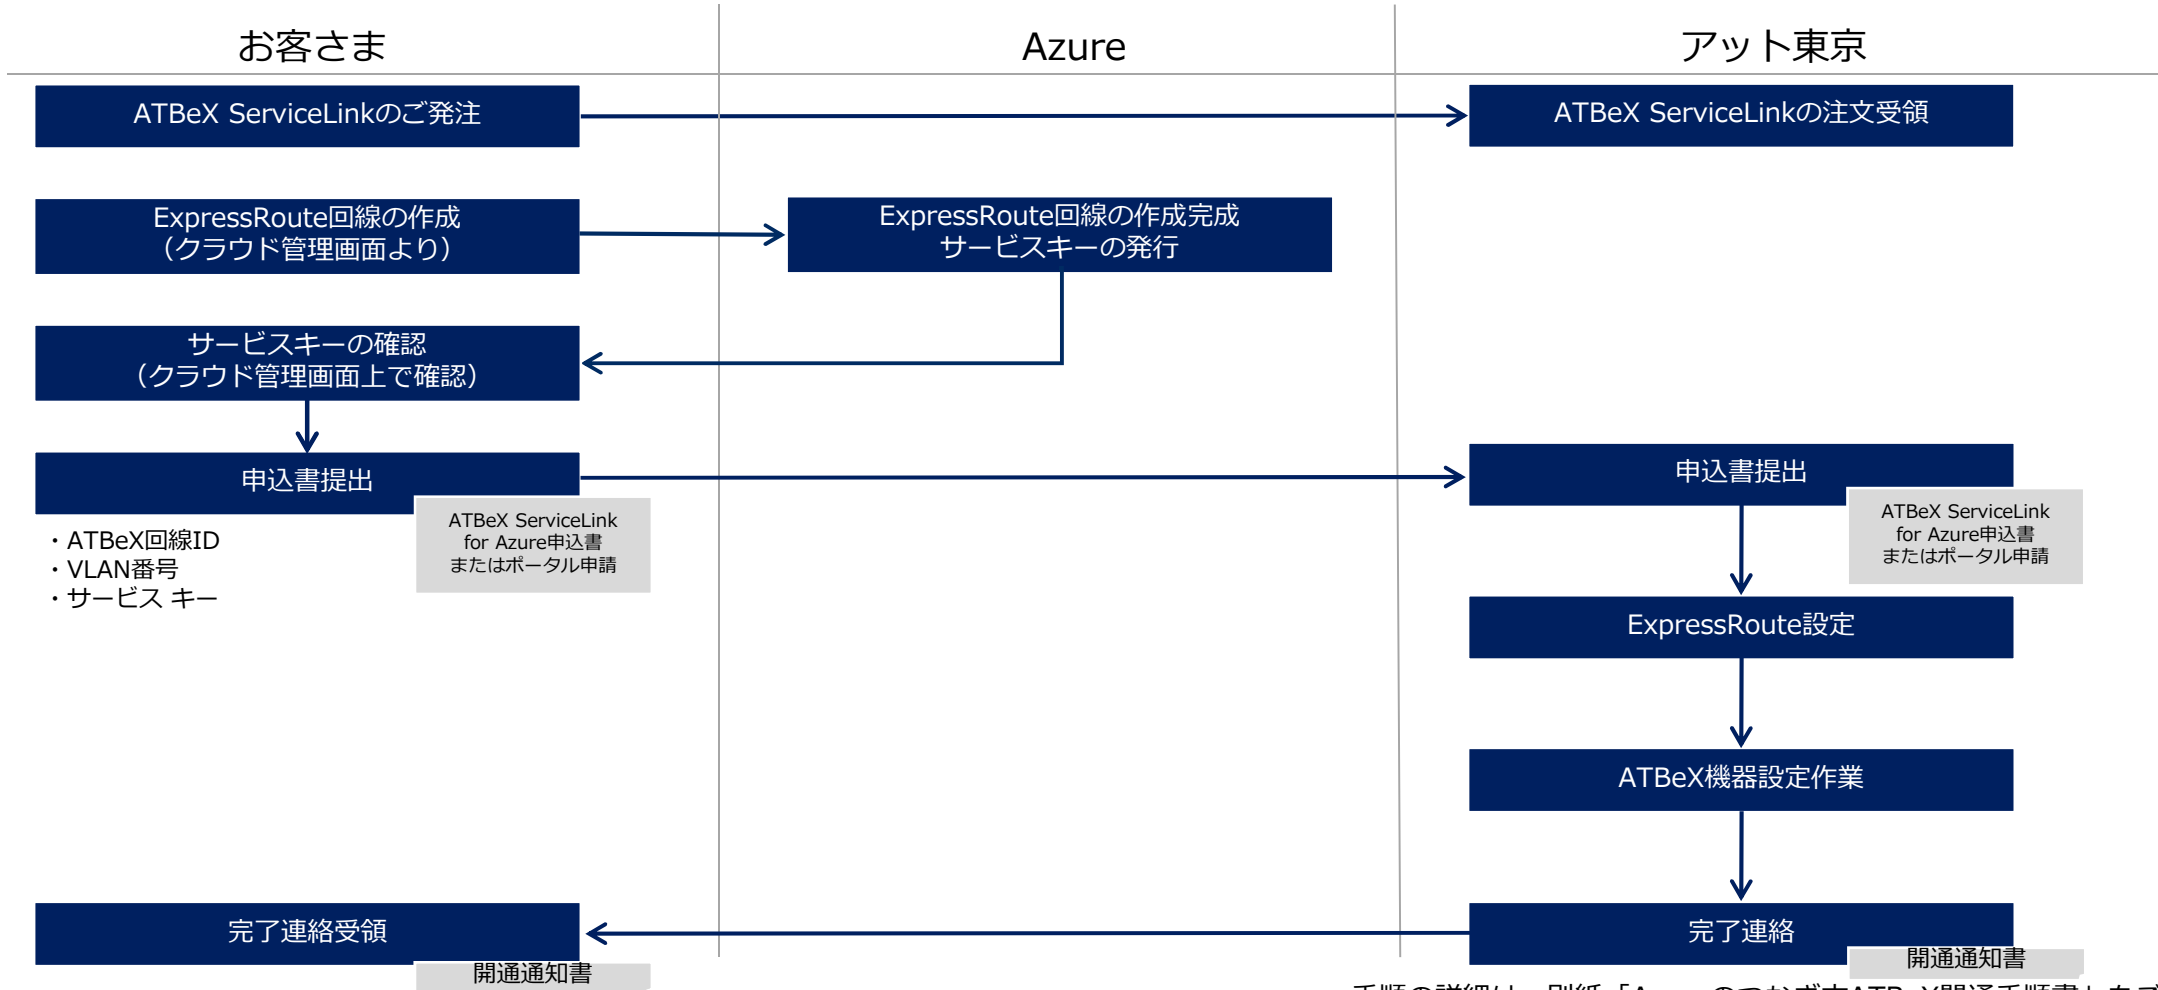 お客さま
Azure
アット東京
ATBeX ServiceLinkのご発注
ATBeX ServiceLinkの注文受領
ExpressRoute回線の作成
（クラウド管理画面より）
ExpressRoute回線の作成完成
サービスキーの発行
サービスキーの確認
（クラウド管理画面上で確認）
申込書提出
ATBeX ServiceLink
for Azure申込書
またはポータル申請
・ATBeX回線ID
・VLAN番号
・サービス キー
申込書提出
ATBeX ServiceLink
for Azure申込書
またはポータル申請
ExpressRoute設定
ATBeX機器設定作業
完了連絡受領
開通通知書
完了連絡
開通通知書